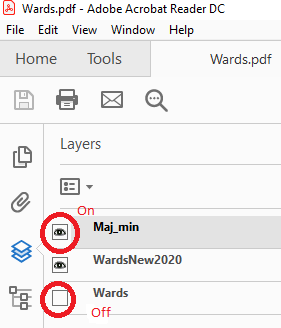 Wards.pdf - Adobe Acrobat Reader DC
File Edit View Sign Window Help
Home Tools Wards.pdf
Layers
On
Maj_min
WardsNew2020
Wards
Off